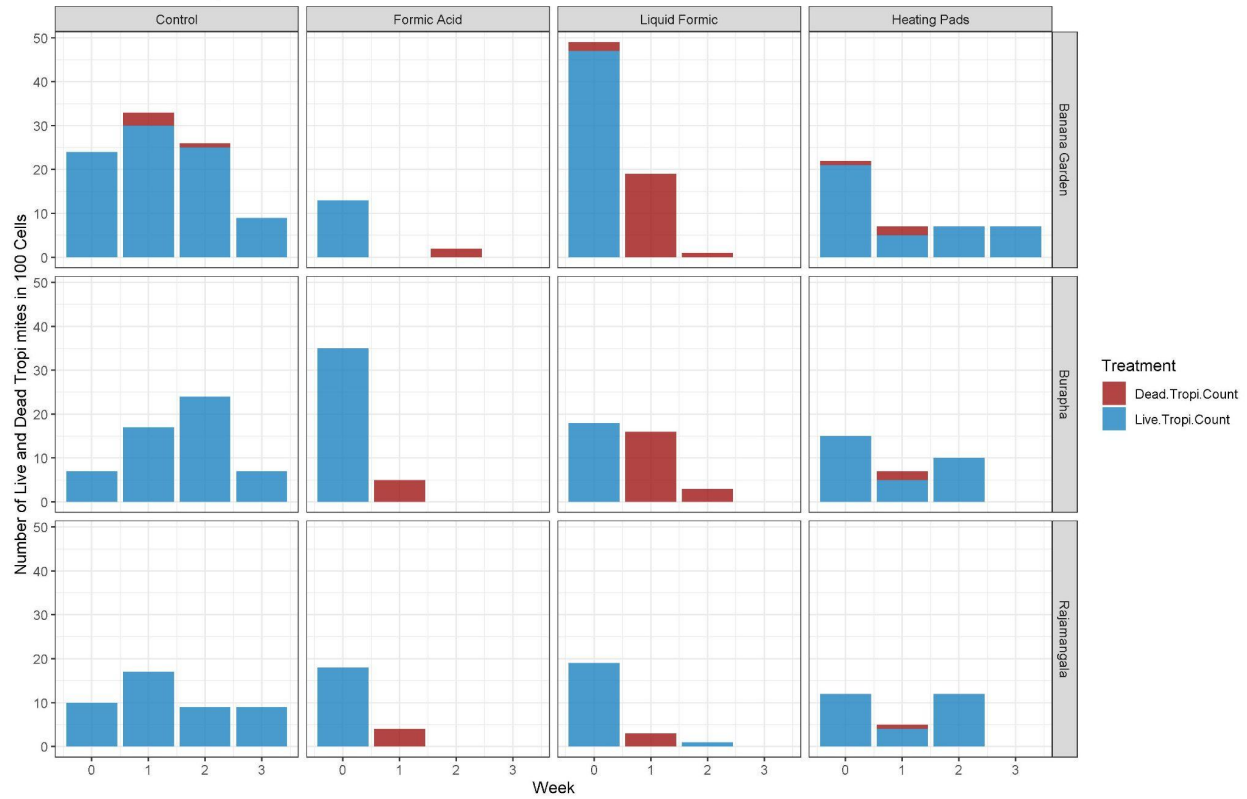 Control
Formic Acid
Liquid Formic
Heating Pads
Number of Live and Dead Tropi mites in 100 Cells
50
40
30
20
10
0
Banana Garden
50
40
30
20
10
0
Burapha
50
40
30
20
10
0
Rajamangala
0 1 2 3
0 1 2 3
0 1 2 3
0 1 2 3
Week
Treatment
Dead.Tropi.Count
Live.Tropi.Count